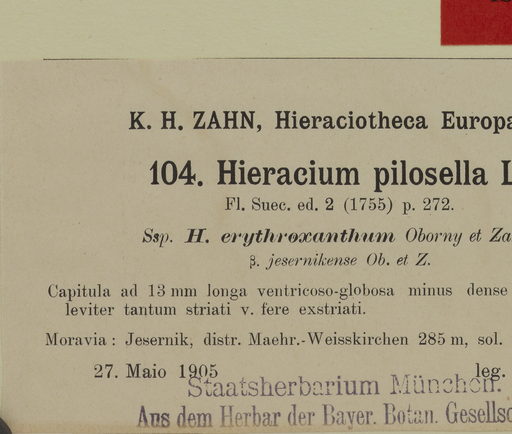 K. H. ZAHN, Hieraciotheca Europa
104. Hieracium pilosella L
Fl. Suec. ed. 2 (1755) p. 272.
Ssp. H. erythroxanthum Oborny et Za
β. jesernikense Ob. et Z.
Capitula ad 13 mm longa ventricoso-globosa minus dense
leviter tantum striati v. fere exstriati.
Moravia: Jesernik, distr. Maehr.-Weisskirchen 285 m, sol.
27. Maio 1905 leg.
Staatsherbarium München.
Aus dem Herbar der Bayer. Botan. Gesellsc